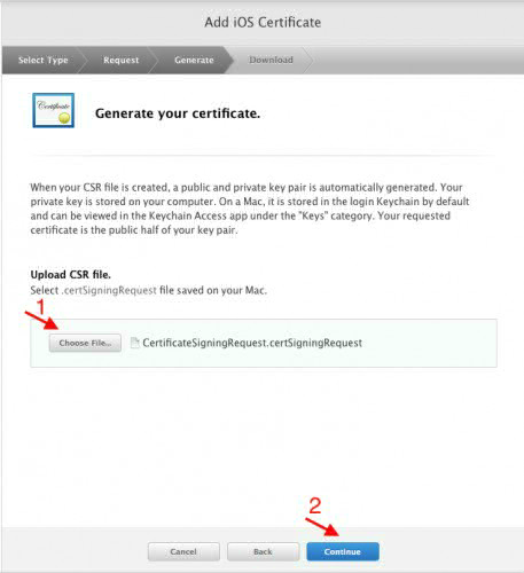 Add iOS Certificate
Select Type Request Generate Download
Certificate
Generate your certificate.
When your CSR file is created, a public and private key pair is automatically generated. Your
private key is stored on your computer. On a Mac, it is stored in the login Keychain by default
and can be viewed in the Keychain Access app under the "Keys" category. Your requested
certificate is the public half of your key pair.
Upload CSR file.
Select .certSigningRequest file saved on your Mac.
1
Choose File... CertificateSigningRequest.certSigningRequest
2
Cancel Back Continue